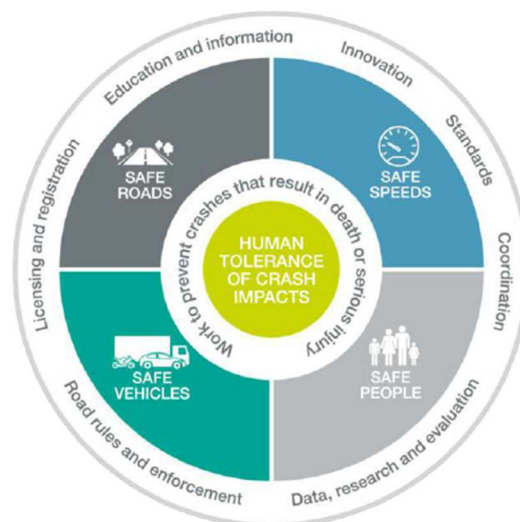 Education and information
Innovation
Standards
Coordination
Data, research and evaluation
Road rules and enforcement
Licensing and registration
SAFE
ROADS
SAFE
SPEEDS
SAFE
PEOPLE
SAFE
VEHICLES
Work to prevent crashes that result in death or serious injury
HUMAN
TOLERANCE
OF CRASH
IMPACTS